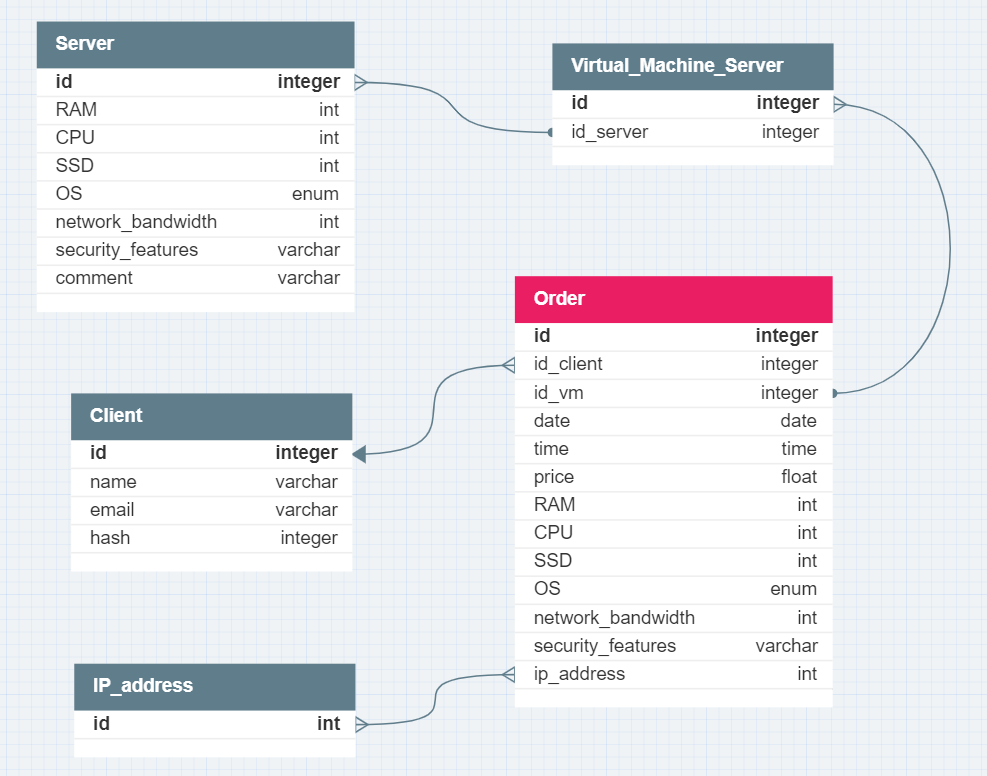 Server
id integer
RAM int
CPU int
SSD int
OS enum
network_bandwidth int
security_features varchar
comment varchar
Virtual_Machine_Server
id integer
id_server integer
Order
id integer
id_client integer
id_vm integer
date date
time time
price float
RAM int
CPU int
SSD int
OS enum
network_bandwidth int
security_features varchar
ip_address int
Client
id integer
name varchar
email varchar
hash integer
IP_address
id int